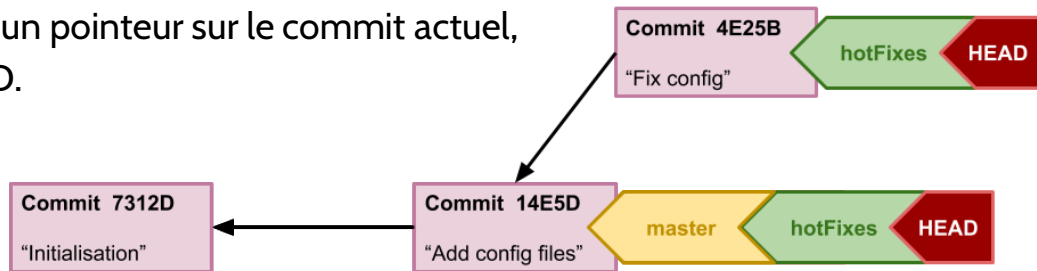 un pointeur sur le commit actuel,
D.
Commit 4E25B
"Fix config"
hotFixes
HEAD
Commit 7312D
"Initialisation"
Commit 14E5D
"Add config files"
master
hotFixes
HEAD